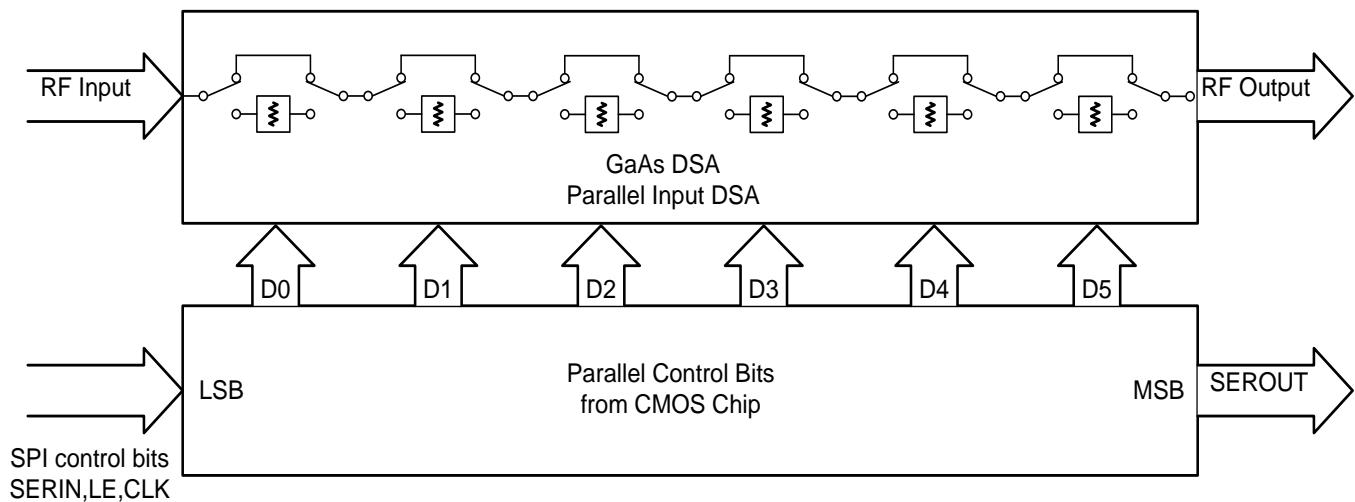 RF Input
RF Output
GaAs DSA
Parallel Input DSA
D0
D1
D2
D3
D4
D5
LSB
Parallel Control Bits
from CMOS Chip
MSB
SEROUT
SPI control bits
SERIN,LE,CLK